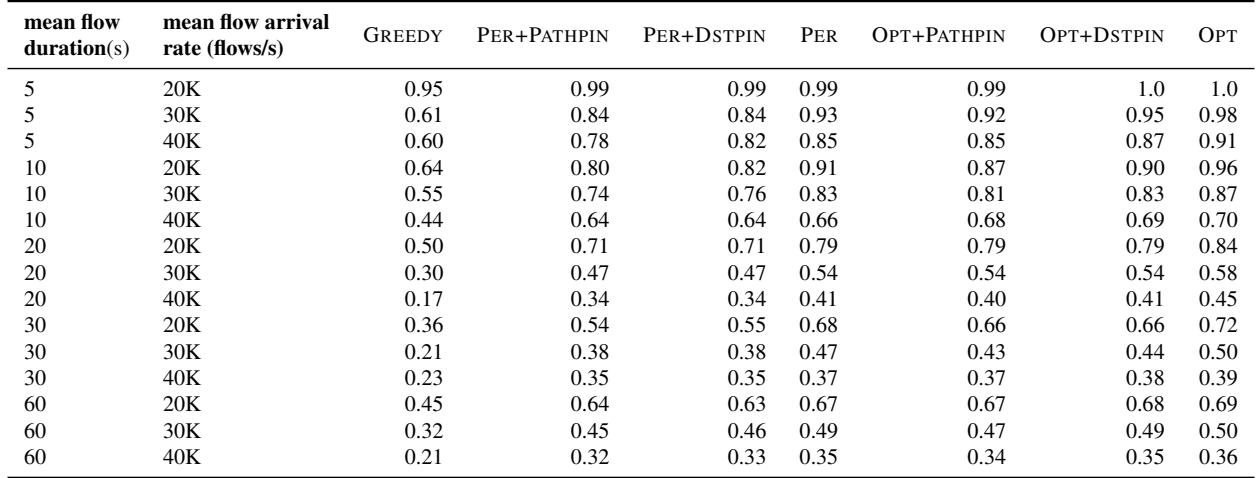 mean flow duration(s) mean flow arrival rate (flows/s) GREEDY PER+PATHPIN PER+DSTPIN PER OPT+PATHPIN OPT+DSTPIN OPT
5 20K 0.95 0.99 0.99 0.99 0.99 1.0 1.0
5 30K 0.61 0.84 0.84 0.93 0.92 0.95 0.98
5 40K 0.60 0.78 0.82 0.85 0.85 0.87 0.91
10 20K 0.64 0.80 0.82 0.91 0.87 0.90 0.96
10 30K 0.55 0.74 0.76 0.83 0.81 0.83 0.87
10 40K 0.44 0.64 0.64 0.66 0.68 0.69 0.70
20 20K 0.50 0.71 0.71 0.79 0.79 0.79 0.84
20 30K 0.30 0.47 0.47 0.54 0.54 0.54 0.58
20 40K 0.17 0.34 0.34 0.41 0.40 0.41 0.45
30 20K 0.36 0.54 0.55 0.68 0.66 0.66 0.72
30 30K 0.21 0.38 0.38 0.47 0.43 0.44 0.50
30 40K 0.23 0.35 0.35 0.37 0.37 0.38 0.39
60 20K 0.45 0.64 0.63 0.67 0.67 0.68 0.69
60 30K 0.32 0.45 0.46 0.49 0.47 0.49 0.50
60 40K 0.21 0.32 0.33 0.35 0.34 0.35 0.36